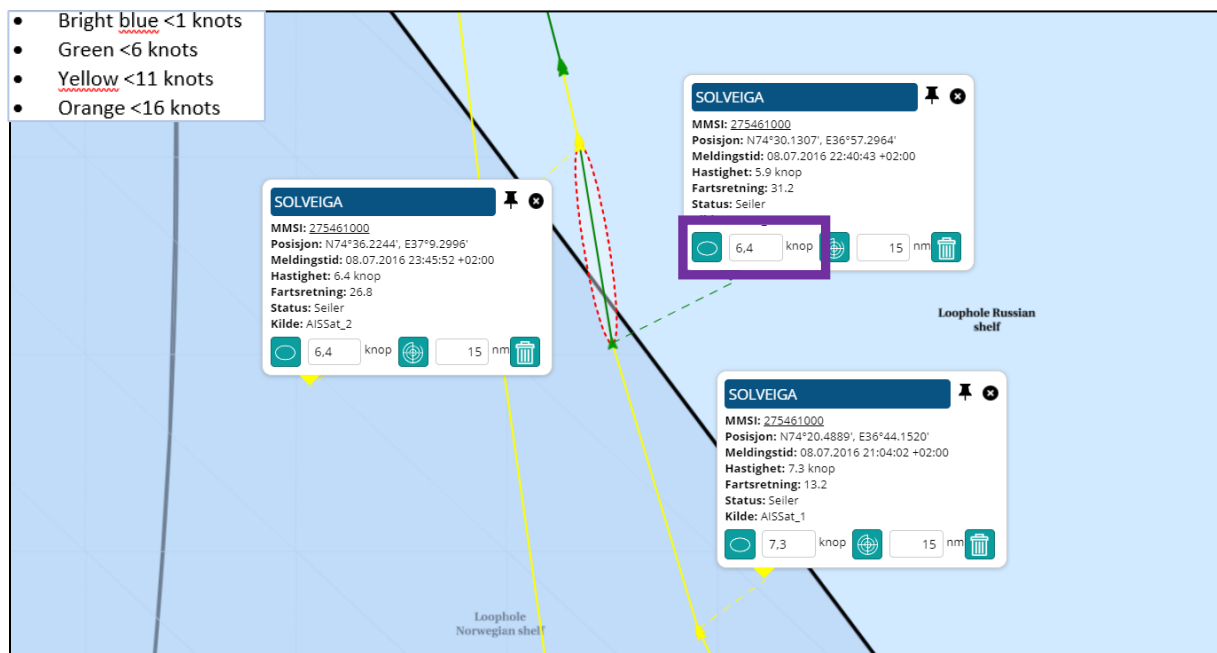 • Bright blue <1 knots
• Green <6 knots
• Yellow <11 knots
• Orange <16 knots
SOLVEIGA
MMSI: 275461000
Posisjon: N74°30.1307', E36°57.2964'
Meldingstid: 08.07.2016 22:40:43 +02:00
Hastighet: 5.9 knop
Fartsretning: 31.2
Status: Seiler
6,4 knop 15 nm
SOLVEIGA
MMSI: 275461000
Posisjon: N74°36.2244', E37°9.2996'
Meldingstid: 08.07.2016 23:45:52 +02:00
Hastighet: 6.4 knop
Fartsretning: 26.8
Status: Seiler
Kilde: AISSat_2
6,4 knop 15 nm
Loophole Russian
shelf
SOLVEIGA
MMSI: 275461000
Posisjon: N74°20.4889', E36°44.1520'
Meldingstid: 08.07.2016 21:04:02 +02:00
Hastighet: 7.3 knop
Fartsretning: 13.2
Status: Seiler
Kilde: AISSat_1
7,3 knop 15 nm
Loophole
Norwegian shelf